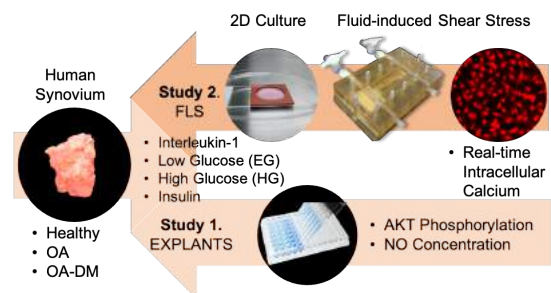 2D Culture
Fluid-induced Shear Stress
Human
Synovium
Study 2.
FLS
• Interleukin-1
• Low Glucose (EG)
• High Glucose (HG)
• Insulin
• Real-time
Intracellular
Calcium
Study 1.
EXPLANTS
• AKT Phosphorylation
• NO Concentration
• Healthy
• OA
• OA-DM